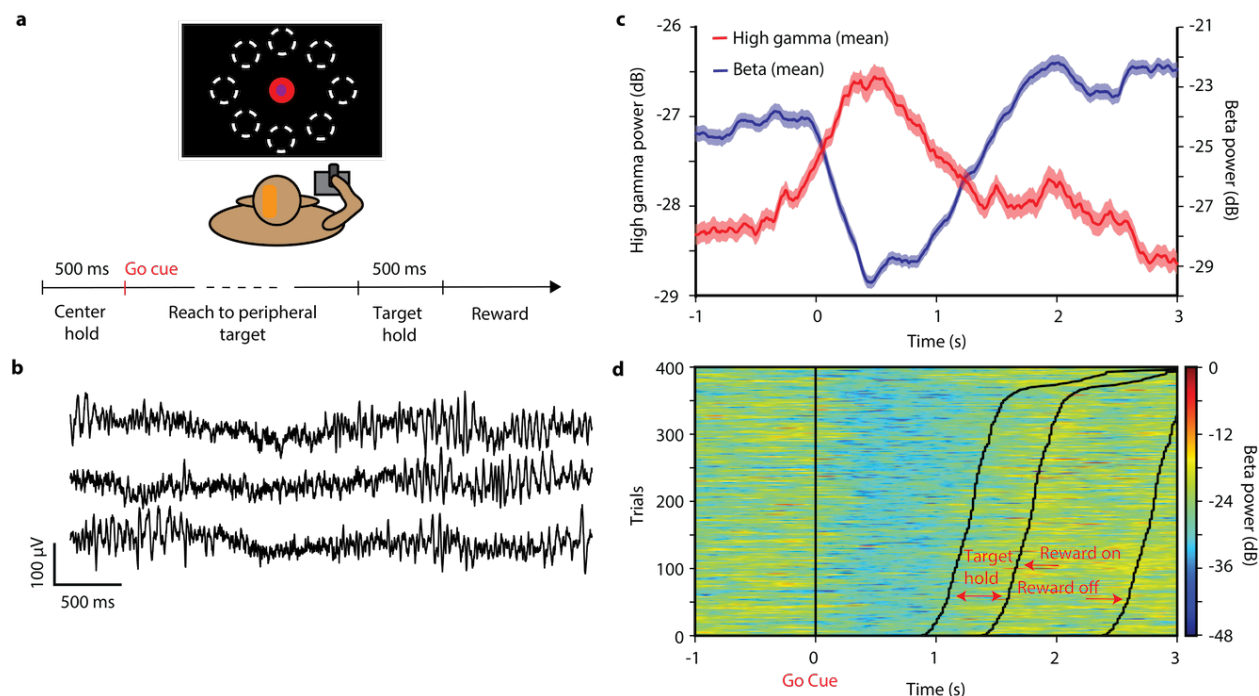 a
500 ms
Go cue
500 ms
Center
hold
Reach to peripheral
target
Target
hold
Reward
b
100 µV
500 ms
c
High gamma (mean)
Beta (mean)
High gamma power (dB)
-26
-27
-28
-29
Beta power (dB)
-21
-23
-25
-27
-29
-1
0
1
2
3
Time (s)
d
Trials
400
300
200
100
0
Target
hold
Reward on
Reward off
-1
0
1
2
3
Go Cue
Time (s)
0
-12
-24
-36
-48
Beta power (dB)